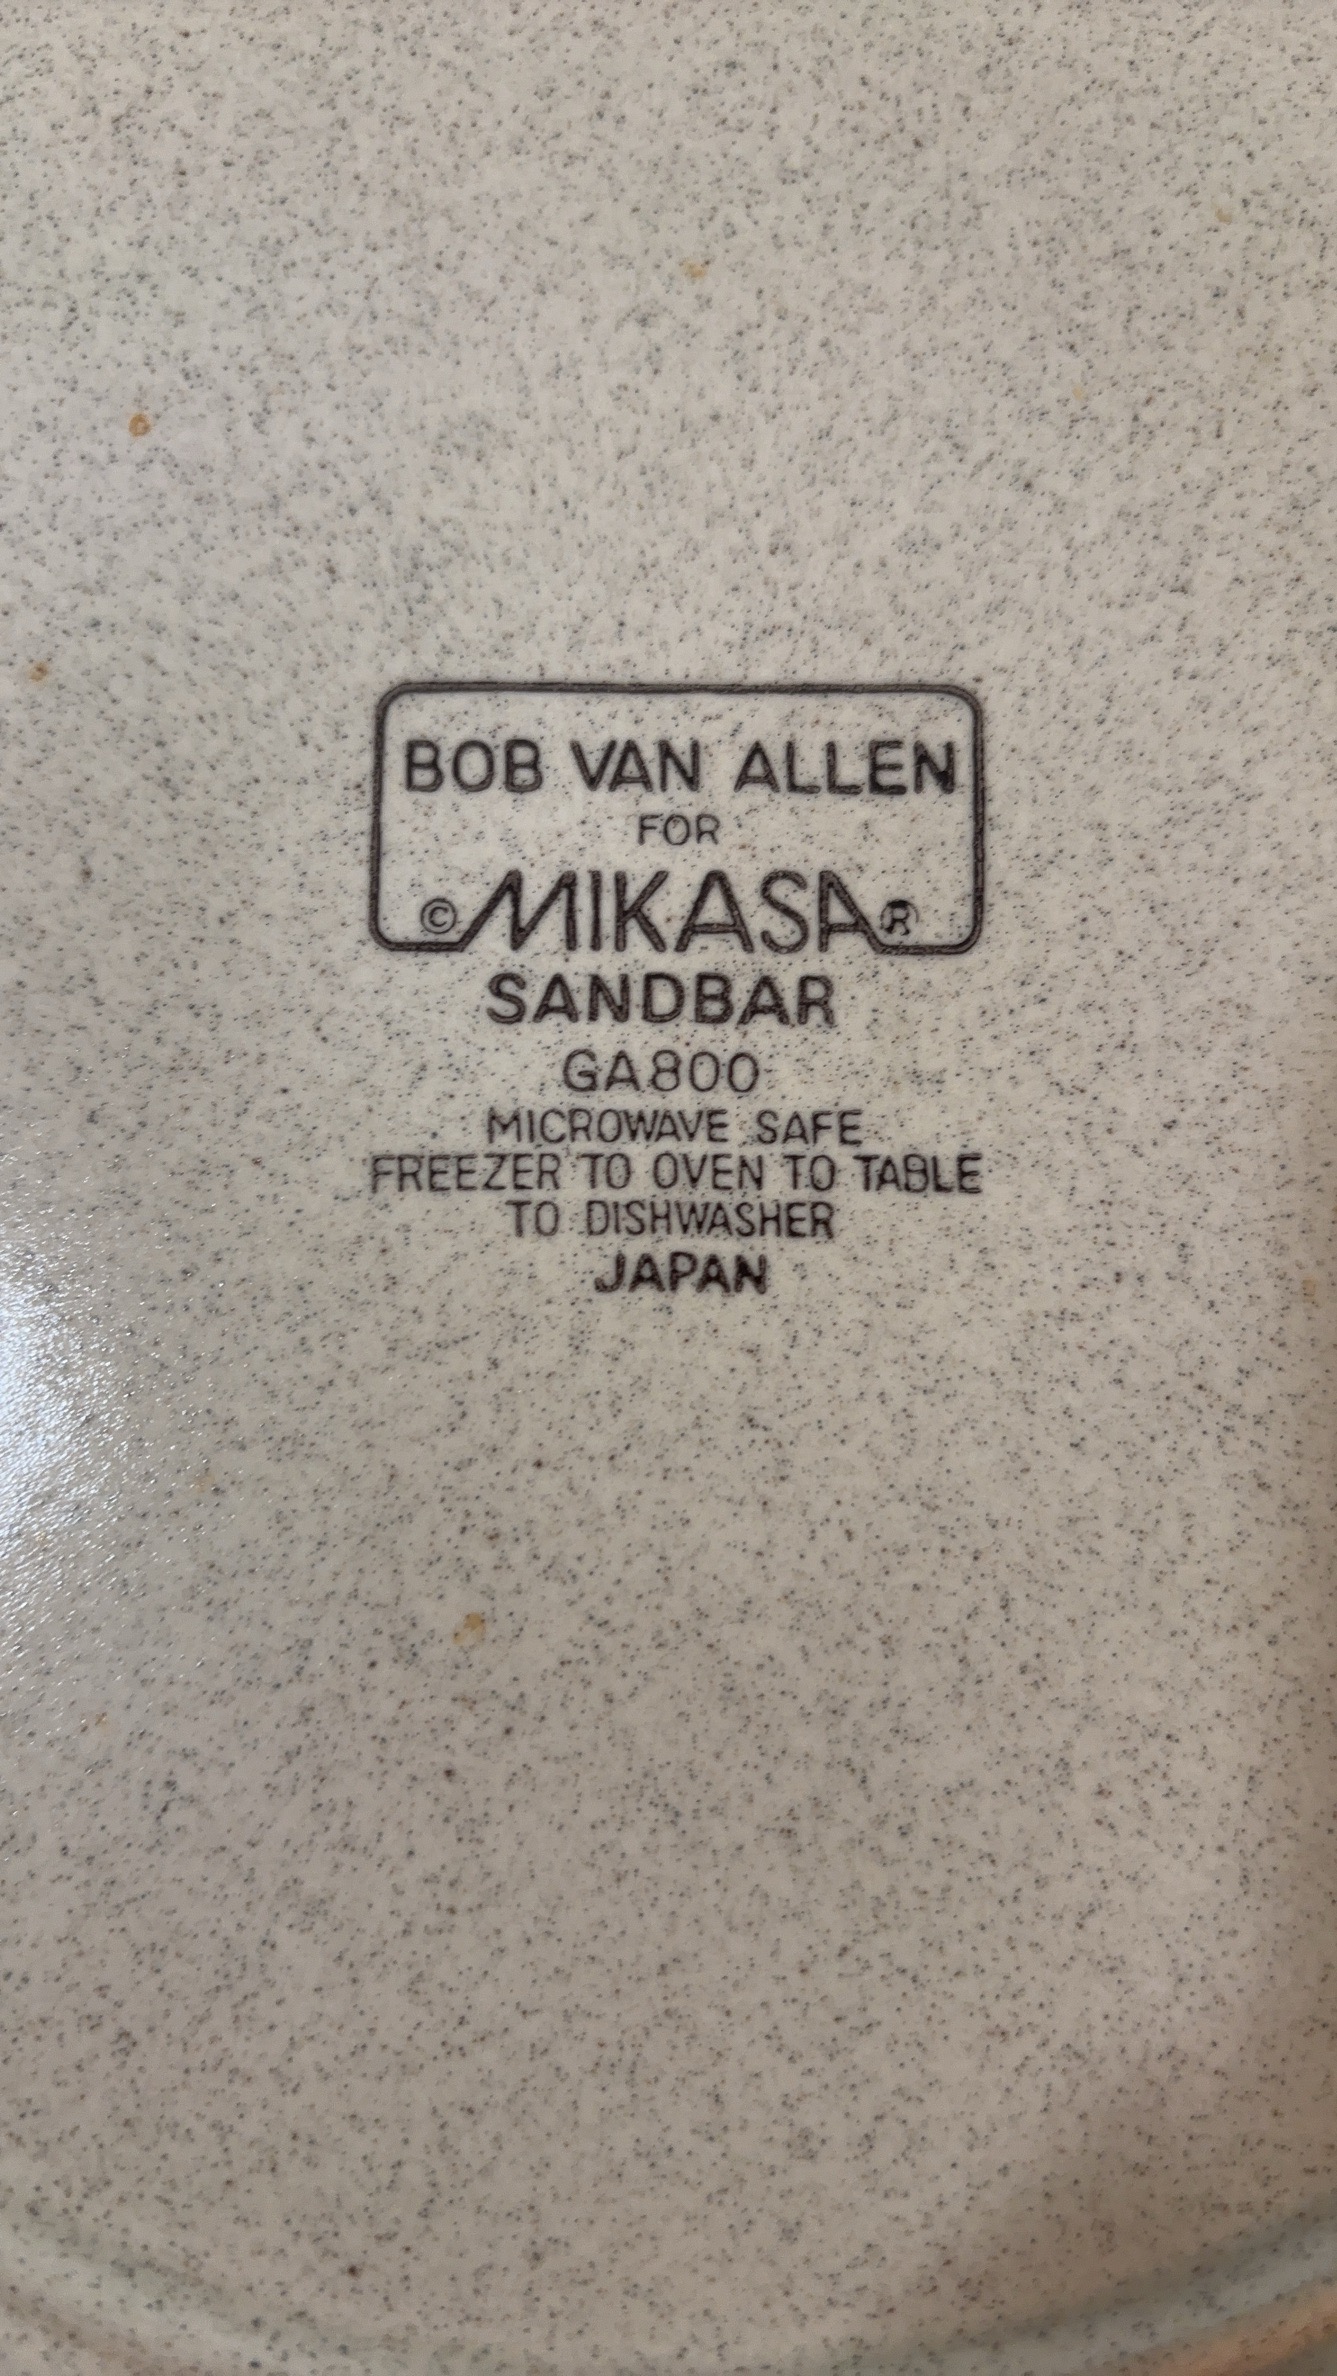 BOB VAN ALLEN
FOR
© MIKASA ®
SANDBAR
GA800
MICROWAVE SAFE
FREEZER TO OVEN TO TABLE
TO DISHWASHER
JAPAN